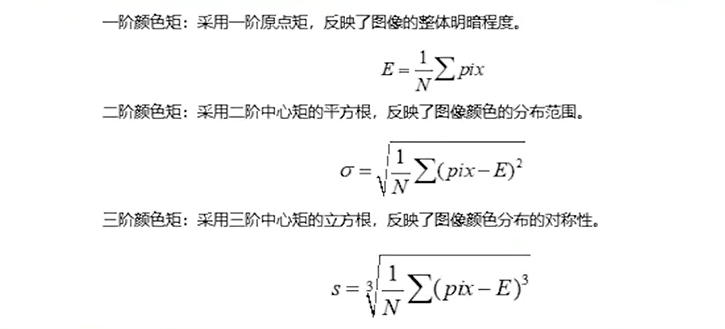 一阶颜色矩：采用一阶原点矩，反映了图像的整体明暗程度。
E = \frac{1}{N} \sum pix
二阶颜色矩：采用二阶中心矩的平方根，反映了图像颜色的分布范围。
σ = \sqrt{\frac{1}{N} \sum (pix - E)^2}
三阶颜色矩：采用三阶中心矩的立方根，反映了图像颜色分布的对称性。
s = \sqrt[3]{\frac{1}{N} \sum (pix - E)^3}